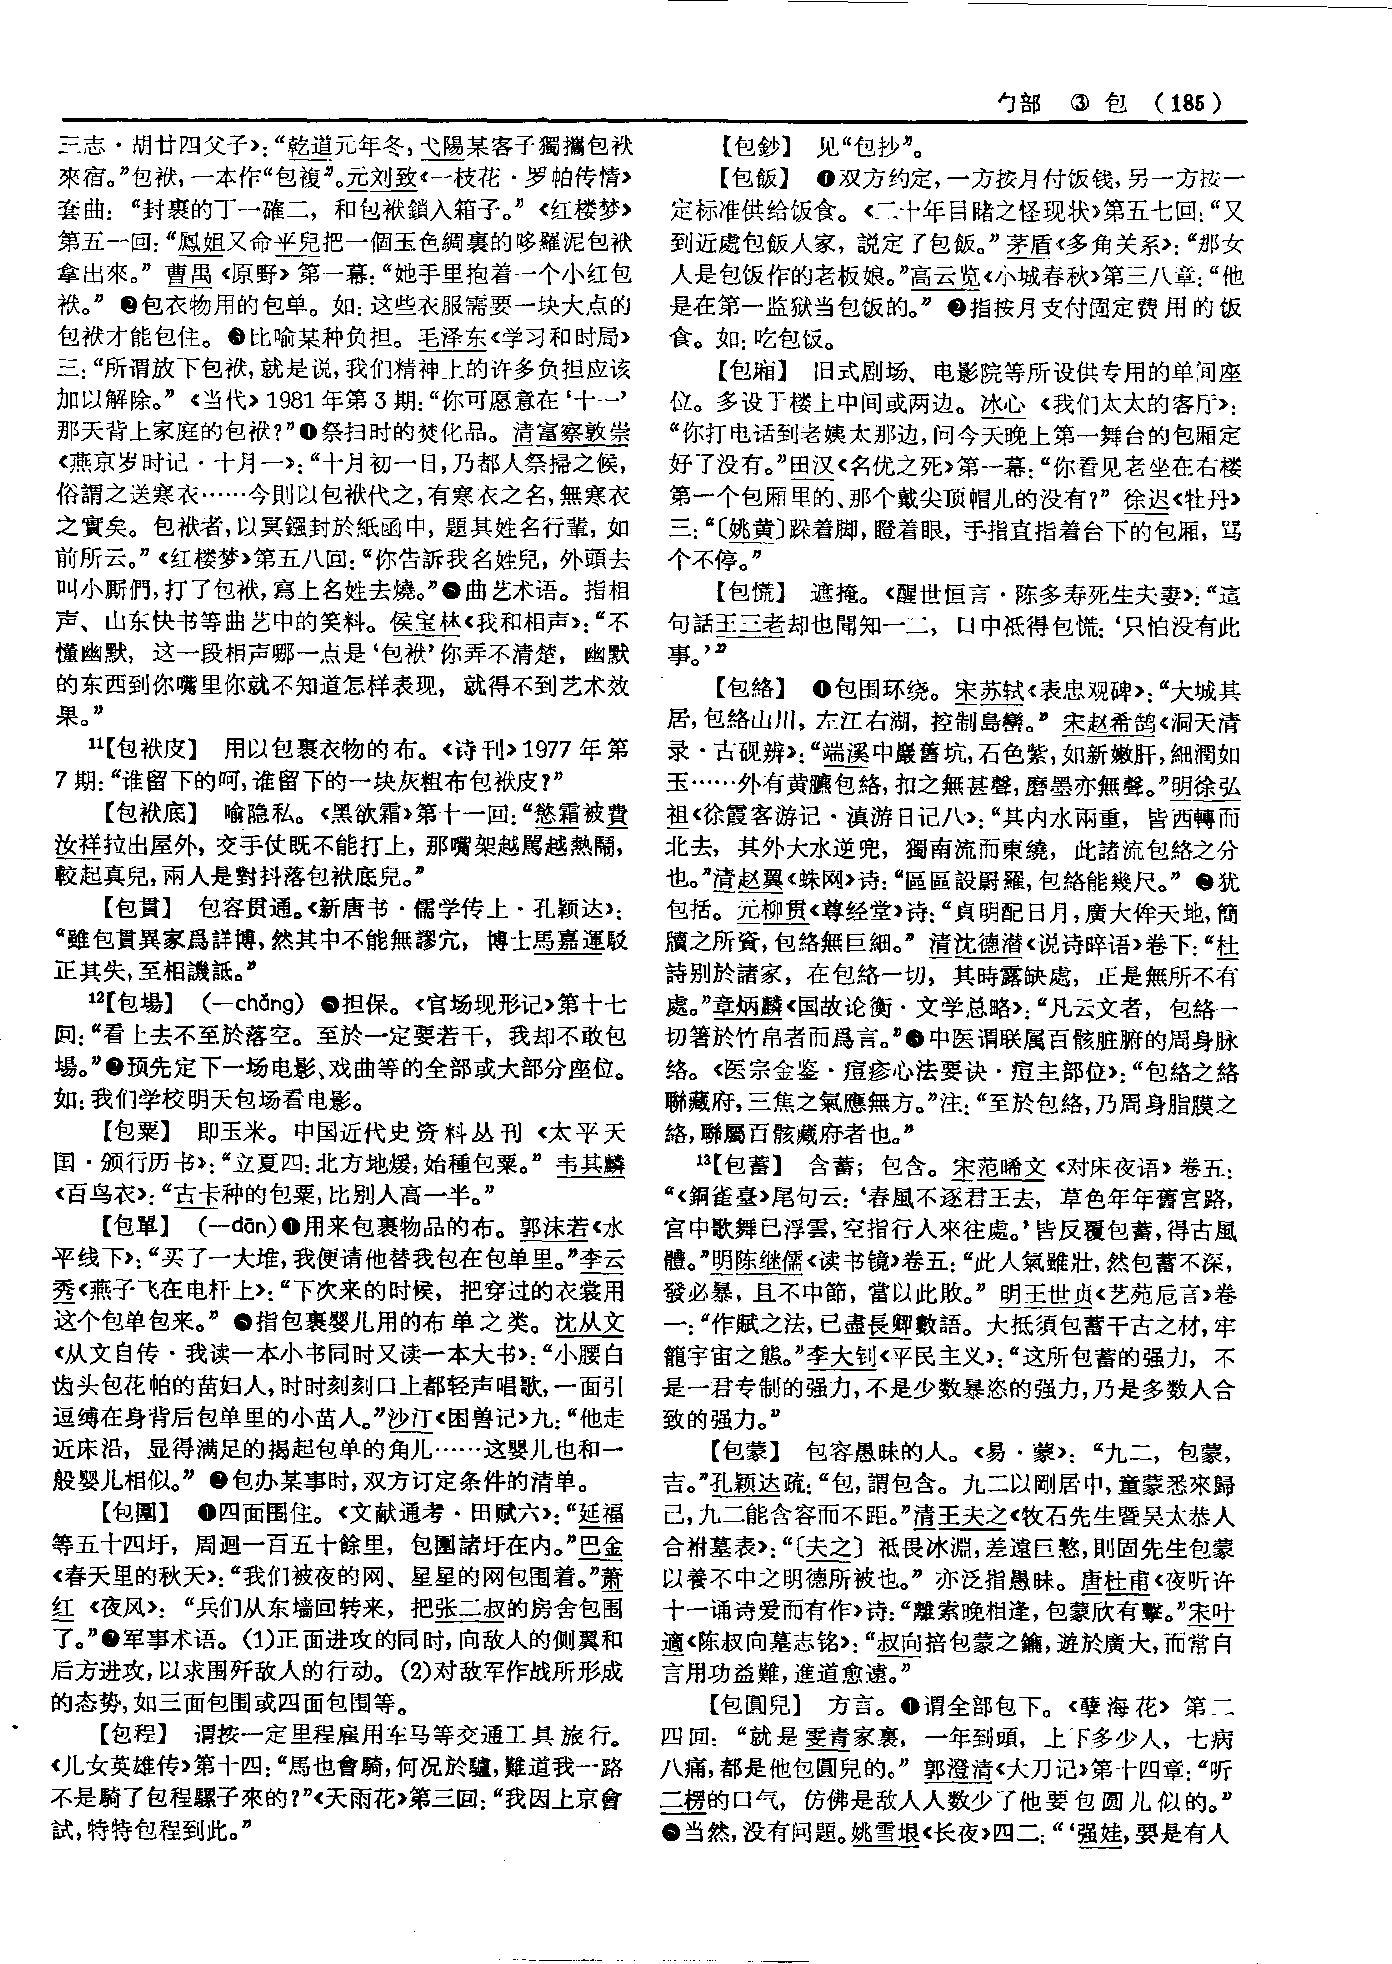 勹部 ③ 包 （185）
三志·胡廿四父子》：“乾道元年冬，弋陽某客子獨攜包袱
來宿。”包袱，一本作“包複”。元刘致《一枝花·罗帕传情》
套曲：“封裹的丁一確二，和包袱鎖入箱子。”《红楼梦》
第五一回：“鳳姐又命平兒把一個玉色綢裏的哆羅泥包袱
拿出來。”曹禺《原野》第一幕：“她手里抱着一个小红包
袱。”❷包衣物用的包单。如：这些衣服需要一块大点的
包袱才能包住。❸比喻某种负担。毛泽东《学习和时局》
三：“所谓放下包袱，就是说，我们精神上的许多负担应该
加以解除。”《当代》1981年第3期：“你可愿意在‘十一’
那天背上家庭的包袱？”❹祭扫时的焚化品。清富察敦崇
《燕京岁时记·十月一》：“十月初一日，乃都人祭掃之候，
俗謂之送寒衣……今則以包袱代之，有寒衣之名，無寒衣
之實矣。包袱者，以冥鏹封於紙函中，題其姓名行輩，如
前所云。”《红楼梦》第五八回：“你告訴我名姓兒，外頭去
叫小厮們，打了包袱，寫上名姓去燒。”❺曲艺术语。指相
声、山东快书等曲艺中的笑料。侯宝林《我和相声》：“不
懂幽默，这一段相声哪一点是‘包袱’你弄不清楚，幽默
的东西到你嘴里你就不知道怎样表现，就得不到艺术效
果。”
11【包袱皮】 用以包裹衣物的布。《诗刊》1977年第
7期：“谁留下的呵，谁留下的一块灰粗布包袱皮？”
【包袱底】 喻隐私。《黑欲霜》第十一回：“愁霜被費
汝祥拉出屋外，交手仗既不能打上，那嘴架越罵越熱鬧，
較起真兒，兩人是對抖落包袱底兒。”
【包貫】 包容贯通。《新唐书·儒学传上·孔颖达》：
“雖包貫異家爲詳博，然其中不能無謬宂，博士馬嘉運駁
正其失，至相譏詆。”
12【包場】 （—chǎng）❶担保。《官场现形记》第十七
回：“看上去不至於落空。至於一定要若干，我却不敢包
場。”❷预先定下一场电影、戏曲等的全部或大部分座位。
如：我们学校明天包场看电影。
【包粟】 即玉米。中国近代史资料丛刊《太平天
国·颁行历书》：“立夏四：北方地煖，始種包粟。”韦其麟
《百鸟衣》：“古卡种的包粟，比别人高一半。”
【包單】 （—dān）❶用来包裹物品的布。郭沫若《水
平线下》：“买了一大堆，我便请他替我包在包单里。”李云
秀《燕子飞在电杆上》：“下次来的时候，把穿过的衣裳用
这个包单包来。”❷指包裹婴儿用的布单之类。沈从文
《从文自传·我读一本小书同时又读一本大书》：“小腰白
齿头包花帕的苗妇人，时时刻刻口上都轻声唱歌，一面引
逗缚在身背后包单里的小苗人。”沙汀《困兽记》九：“他走
近床沿，显得满足的揭起包单的角儿……这婴儿也和一
般婴儿相似。”❸包办某事时，双方订定条件的清单。
【包圍】 ❶四面围住。《文献通考·田赋六》：“延福
等五十四圩，周迴一百五十餘里，包圍諸圩在内。”巴金
《春天里的秋天》：“我们被夜的网、星星的网包围着。”萧
红《夜风》：“兵们从东墙回转来，把张二叔的房舍包围
了。”❷军事术语。(1)正面进攻的同时，向敌人的侧翼和
后方进攻，以求围歼敌人的行动。(2)对敌军作战所形成
的态势，如三面包围或四面包围等。
【包程】 谓按一定里程雇用车马等交通工具旅行。
《儿女英雄传》第十四：“馬也會騎，何况於驢，難道我一路
不是騎了包程騾子來的？”《天雨花》第三回：“我因上京會
試，特特包程到此。”
【包鈔】 见“包抄”。
【包飯】 ❶双方约定，一方按月付饭钱，另一方按一
定标准供给饭食。《二十年目睹之怪现状》第五七回：“又
到近處包飯人家，説定了包飯。”茅盾《多角关系》：“那女
人是包饭作的老板娘。”高云览《小城春秋》第三八章：“他
是在第一监狱当包饭的。”❷指按月支付固定费用的饭
食。如：吃包饭。
【包廂】 旧式剧场、电影院等所设供专用的单间座
位。多设于楼上中间或两边。冰心《我们太太的客厅》：
“你打电话到老姨太那边，问今天晚上第一舞台的包厢定
好了没有。”田汉《名优之死》第一幕：“你看见老坐在右楼
第一个包厢里的、那个戴尖顶帽儿的没有？”徐迟《牡丹》
三：“〔姚黄〕跺着脚，瞪着眼，手指直指着台下的包厢，骂
个不停。”
【包慌】 遮掩。《醒世恒言·陈多寿死生夫妻》：“這
句話王三老却也聞知一二，口中衹得包慌：‘只怕没有此
事。’”
【包絡】 ❶包围环绕。宋苏轼《表忠观碑》：“大城其
居，包絡山川，左江右湖，控制島巒。”宋赵希鹄《洞天清
录·古砚辨》：“端溪中巖舊坑，石色紫，如新嫩肝，細潤如
玉……外有黄臕包絡，扣之無甚聲，磨墨亦無聲。”明徐弘
祖《徐霞客游记·滇游日记八》：“其内水兩重，皆西轉而
北去，其外大水逆兜，獨南流而東繞，此諸流包絡之分
也。”清赵翼《蛛网》诗：“區區設罻羅，包絡能幾尺。”❷犹
包括。元柳贯《尊经堂》诗：“貞明配日月，廣大侔天地，簡
牘之所資，包絡無巨細。”清沈德潜《说诗晬语》卷下：“杜
詩别於諸家，在包絡一切，其時露缺處，正是無所不有
處。”章炳麟《国故论衡·文学总略》：“凡云文者，包絡一
切箸於竹帛者而爲言。”❸中医谓联属百骸脏腑的周身脉
络。《医宗金鉴·痘疹心法要诀·痘主部位》：“包絡之絡
聯藏府，三焦之氣應無方。”注：“至於包絡，乃周身脂膜之
絡，聯屬百骸藏府者也。”
13【包蓄】 含蓄；包含。宋范晞文《对床夜语》卷五：
“《銅雀臺》尾句云：‘春風不逐君王去，草色年年舊宫路，
宫中歌舞已浮雲，空指行人來往處。’皆反覆包蓄，得古風
體。”明陈继儒《读书镜》卷五：“此人氣雖壯，然包蓄不深，
發必暴，且不中節，當以此敗。”明王世贞《艺苑卮言》卷
一：“作賦之法，已盡長卿數語。大抵須包蓄千古之材，牢
籠宇宙之態。”李大钊《平民主义》：“这所包蓄的强力，不
是一君专制的强力，不是少数暴恣的强力，乃是多数人合
致的强力。”
【包蒙】 包容愚昧的人。《易·蒙》：“九二，包蒙，
吉。”孔颖达疏：“包，謂包含。九二以剛居中，童蒙悉來歸
己，九二能含容而不距。”清王夫之《牧石先生暨吴太恭人
合祔墓表》：“〔夫之〕祗畏冰淵，差遠巨憝，則固先生包蒙
以養不中之明德所被也。”亦泛指愚昧。唐杜甫《夜听许
十一诵诗爱而有作》诗：“離索晚相逢，包蒙欣有擊。”宋叶
適《陈叔向墓志铭》：“叔向掊包蒙之鑰，遊於廣大，而常自
言用功益難，進道愈遠。”
【包圓兒】 方言。❶谓全部包下。《孽海花》第二
四回：“就是雯青家裏，一年到頭，上下多少人，七病
八痛，都是他包圓兒的。”郭澄清《大刀记》第十四章：“听
二楞的口气，仿佛是敌人人数少了他要包圆儿似的。”
❷当然，没有问题。姚雪垠《长夜》四二：“‘强娃，要是有人